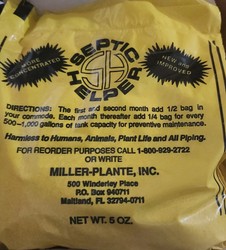 SEPTIC
SH
HELPER
MORE
CONCENTRATED
NEW and
IMPROVED
DIRECTIONS: The first and second month add 1/2 bag in
your commode. Each month thereafter add 1/4 bag for every
500-1,000 gallons of tank capacity for preventive maintenance.
Harmless to Humans, Animals, Plant Life and All Piping.
FOR REORDER PURPOSES CALL 1-800-929-2722
OR WRITE
MILLER-PLANTE, INC.
500 Winderley Place
P.O. Box 940711
Maitland, FL 32794-0711
NET WT. 5 OZ.